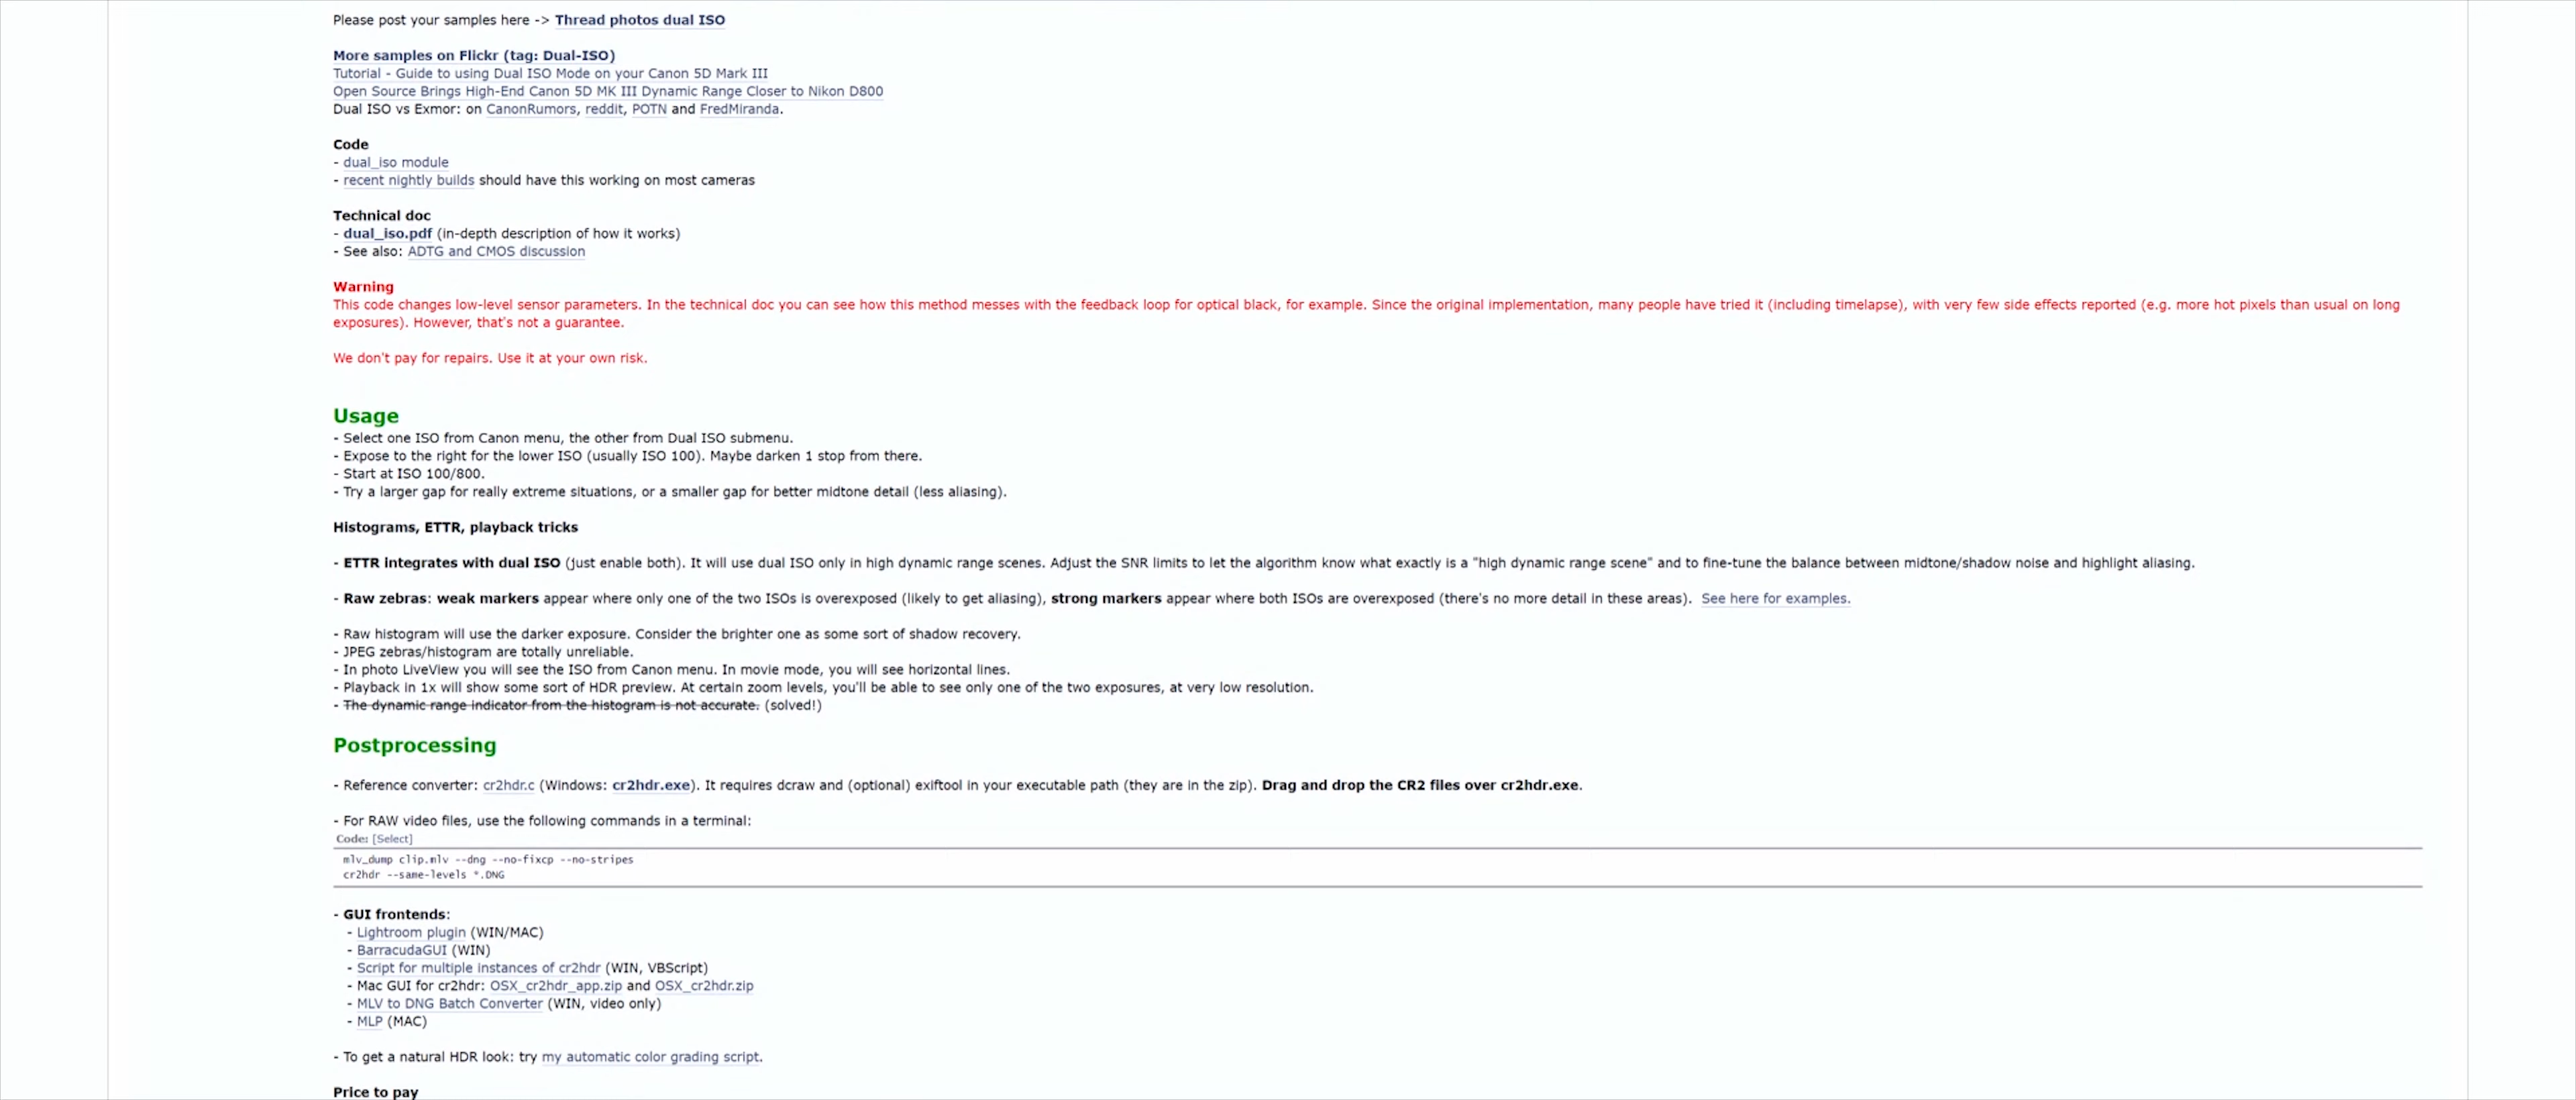 Please post your samples here -> Thread photos dual ISO
More samples on Flickr (tag: Dual-ISO)
Tutorial - Guide to using Dual ISO Mode on your Canon 5D Mark III
Open Source Brings High-End Canon 5D MK III Dynamic Range Closer to Nikon D800
Dual ISO vs Exmor: on CanonRumors, reddit, POTN and FredMiranda.
Code
- dual_iso module
- recent nightly builds should have this working on most cameras
Technical doc
- dual_iso.pdf (in-depth description of how it works)
- See also: ADTG and CMOS discussion
Warning
This code changes low-level sensor parameters. In the technical doc you can see how this method messes with the feedback loop for optical black, for example. Since the original implementation, many people have tried it (including timelapse), with very few side effects reported (e.g. more hot pixels than usual on long
exposures). However, that's not a guarantee.
We don't pay for repairs. Use it at your own risk.
Usage
- Select one ISO from Canon menu, the other from Dual ISO submenu.
- Expose to the right for the lower ISO (usually ISO 100). Maybe darken 1 stop from there.
- Start at ISO 100/800.
- Try a larger gap for really extreme situations, or a smaller gap for better midtone detail (less aliasing).
Histograms, ETTR, playback tricks
- ETTR integrates with dual ISO (just enable both). It will use dual ISO only in high dynamic range scenes. Adjust the SNR limits to let the algorithm know what exactly is a "high dynamic range scene" and to fine-tune the balance between midtone/shadow noise and highlight aliasing.
- Raw zebras: weak markers appear where only one of the two ISOs is overexposed (likely to get aliasing), strong markers appear where both ISOs are overexposed (there's no more detail in these areas). See here for examples.
- Raw histogram will use the darker exposure. Consider the brighter one as some sort of shadow recovery.
- JPEG zebras/histogram are totally unreliable.
- In photo LiveView you will see the ISO from Canon menu. In movie mode, you will see horizontal lines.
- Playback in 1x will show some sort of HDR preview. At certain zoom levels, you'll be able to see only one of the two exposures, at very low resolution.
- The dynamic range indicator from the histogram is not accurate. (solved!)
Postprocessing
- Reference converter: cr2hdr.c (Windows: cr2hdr.exe). It requires dcraw and (optional) exiftool in your executable path (they are in the zip). Drag and drop the CR2 files over cr2hdr.exe.
- For RAW video files, use the following commands in a terminal:
Code: [Select]
mlv_dump clip.mlv --dng --no-fixcp --no-stripes
cr2hdr --same-levels *.DNG
- GUI frontends:
- Lightroom plugin (WIN/MAC)
- BarracudaGUI (WIN)
- Script for multiple instances of cr2hdr (WIN, VBScript)
- Mac GUI for cr2hdr: OSX_cr2hdr_app.zip and OSX_cr2hdr.zip
- MLV to DNG Batch Converter (WIN, video only)
- MLP (MAC)
- To get a natural HDR look: try my automatic color grading script.
Price to pay